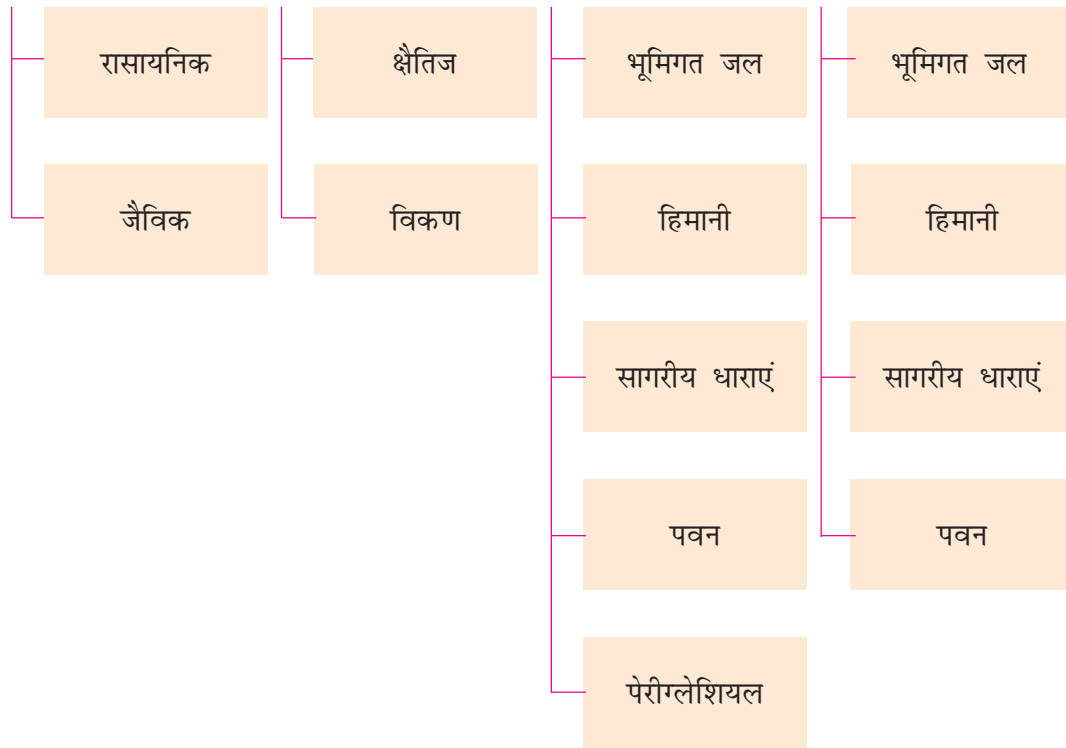 रासायनिक
क्षैतिज
भूमिगत जल
भूमिगत जल
जैविक
विकण
हिमानी
हिमानी
सागरीय धाराएं
सागरीय धाराएं
पवन
पवन
पेरीग्लेशियल